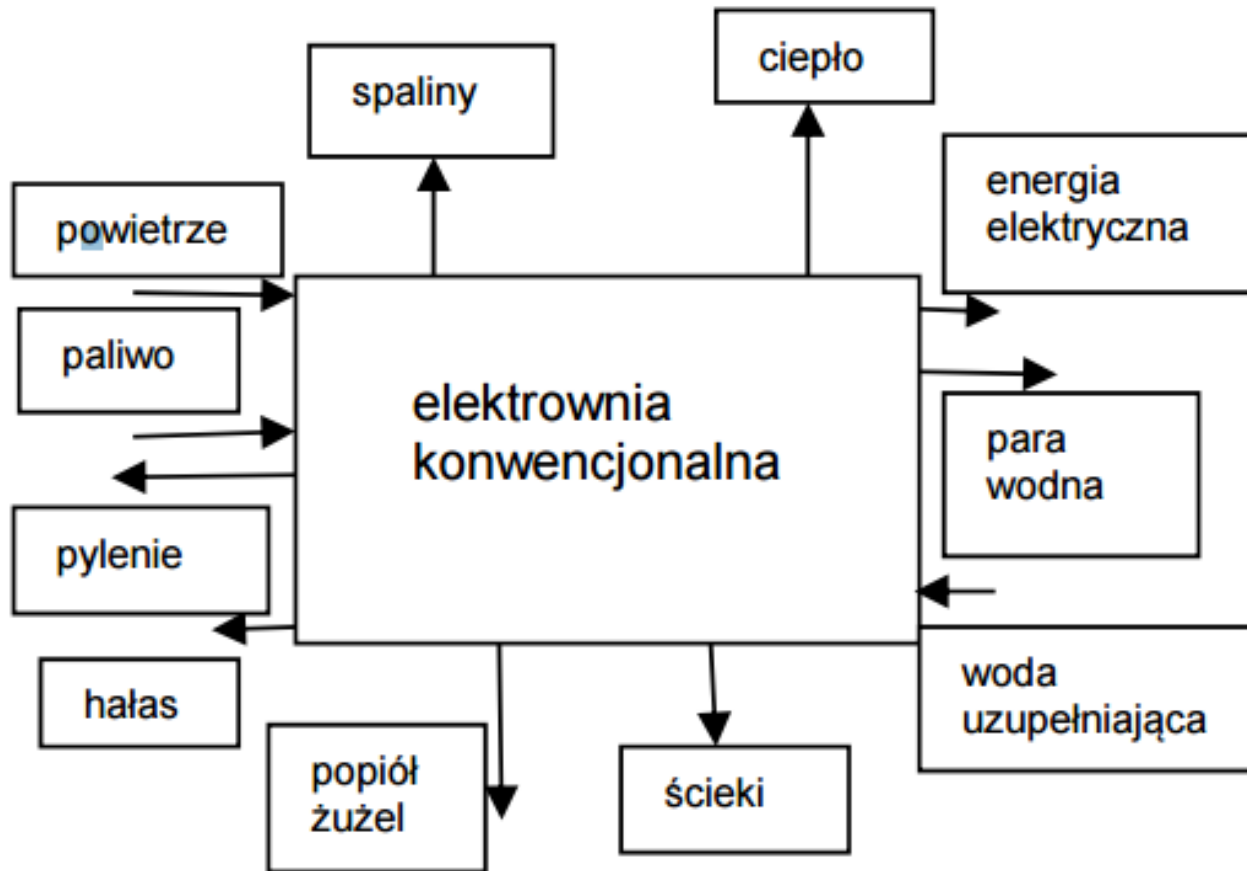 spaliny
ciepło
energia
elektryczna
powietrze
paliwo
elektrownia
konwencjonalna
para
wodna
pylenie
hałas
woda
uzupełniająca
popiół
żużel
ścieki